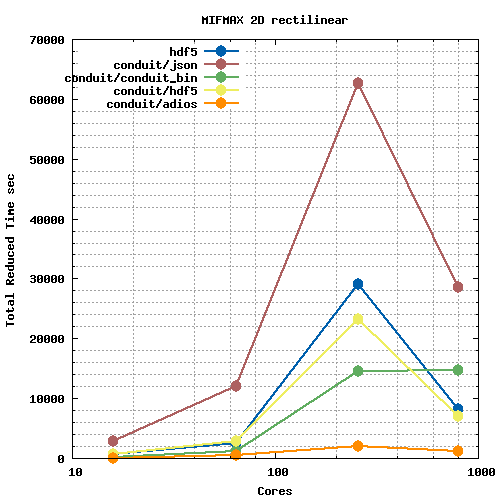 MIFMAX 2D rectilinear
hdf5
conduit/json
conduit/conduit_bin
conduit/hdf5
conduit/adios
70000
60000
50000
40000
30000
20000
10000
0
Total Reduced Time sec
10
100
1000
Cores